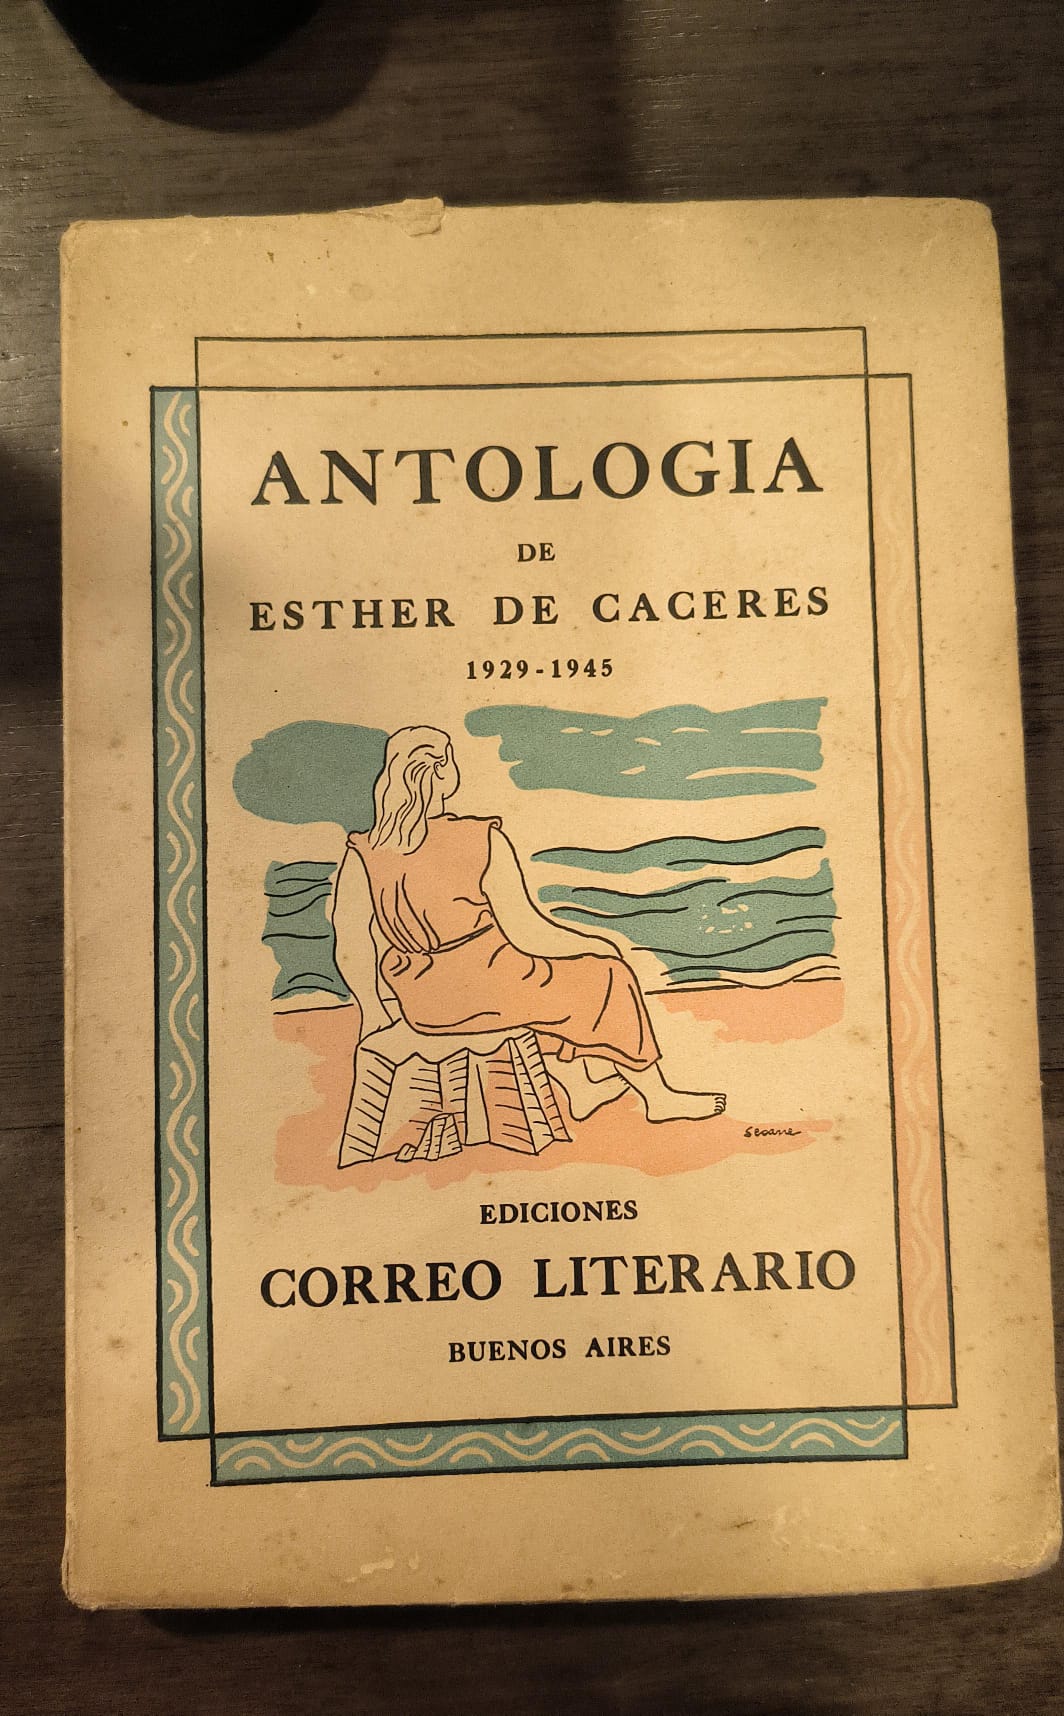 ANTOLOGIA
DE
ESTHER DE CACERES
1929-1945
Seoane
EDICIONES
CORREO LITERARIO
BUENOS AIRES